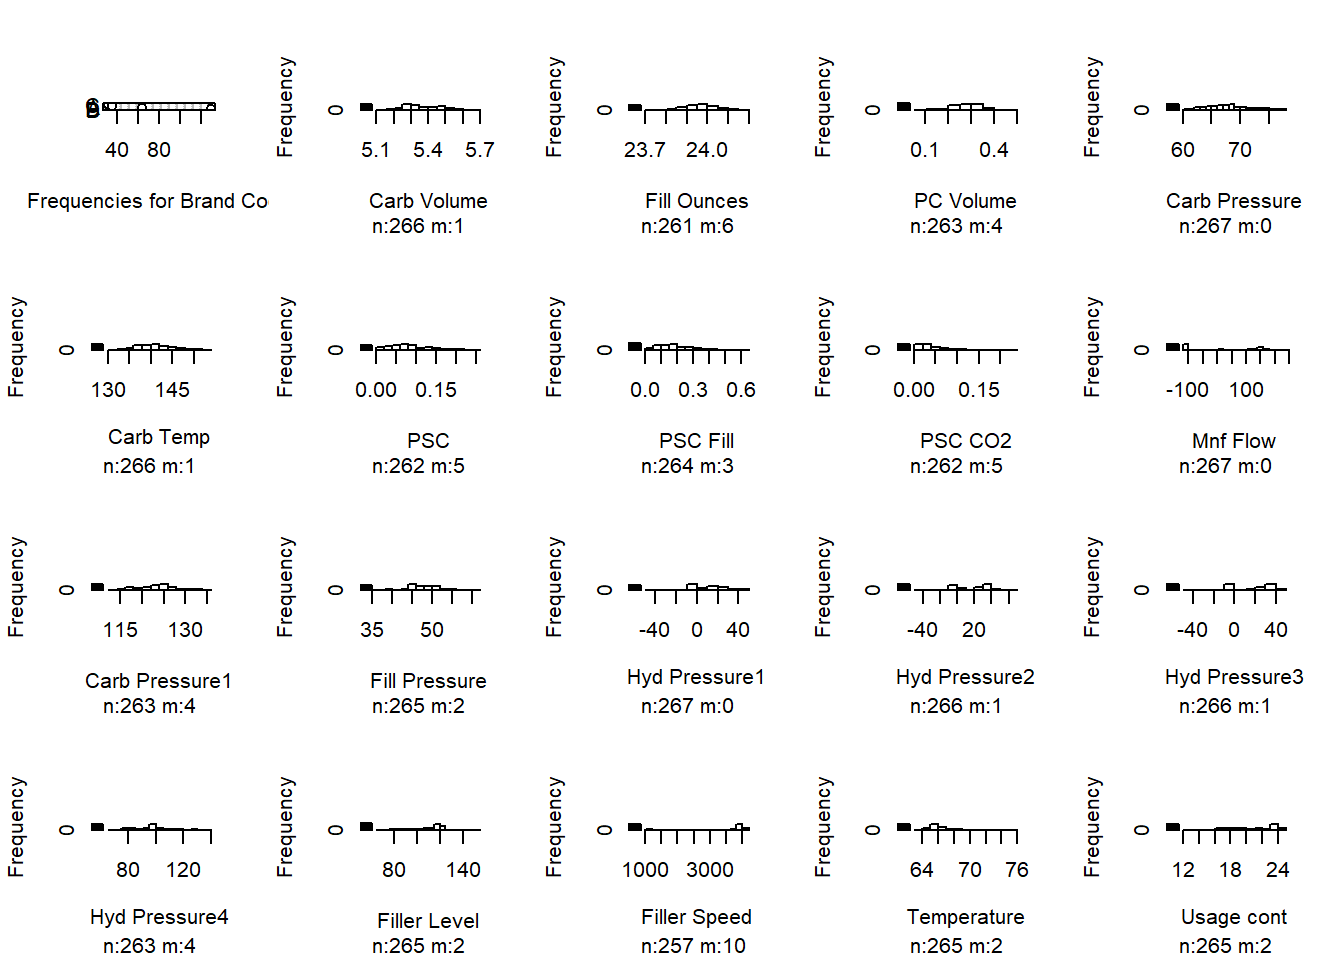 Frequency Frequency Frequency Frequency
0 0 0 0
40 80 5.1 5.4 5.7 23.7 24.0 0.1 0.4 60 70
Frequencies for Brand Co Carb Volume Fill Ounces PC Volume Carb Pressure
n:266 m:1 n:261 m:6 n:263 m:4 n:267 m:0
Frequency Frequency Frequency Frequency Frequency
0 0 0 0 0
130 145 0.00 0.15 0.0 0.3 0.6 0.00 0.15 -100 100
Carb Temp PSC PSC Fill PSC CO2 Mnf Flow
n:266 m:1 n:262 m:5 n:264 m:3 n:262 m:5 n:267 m:0
Frequency Frequency Frequency Frequency Frequency
0 0 0 0 0
115 130 35 50 -40 0 40 -40 20 -40 0 40
Carb Pressure1 Fill Pressure Hyd Pressure1 Hyd Pressure2 Hyd Pressure3
n:263 m:4 n:265 m:2 n:267 m:0 n:266 m:1 n:266 m:1
Frequency Frequency Frequency Frequency Frequency
0 0 0 0 0
80 120 80 140 1000 3000 64 70 76 12 18 24
Hyd Pressure4 Filler Level Filler Speed Temperature Usage cont
n:263 m:4 n:265 m:2 n:257 m:10 n:265 m:2 n:265 m:2